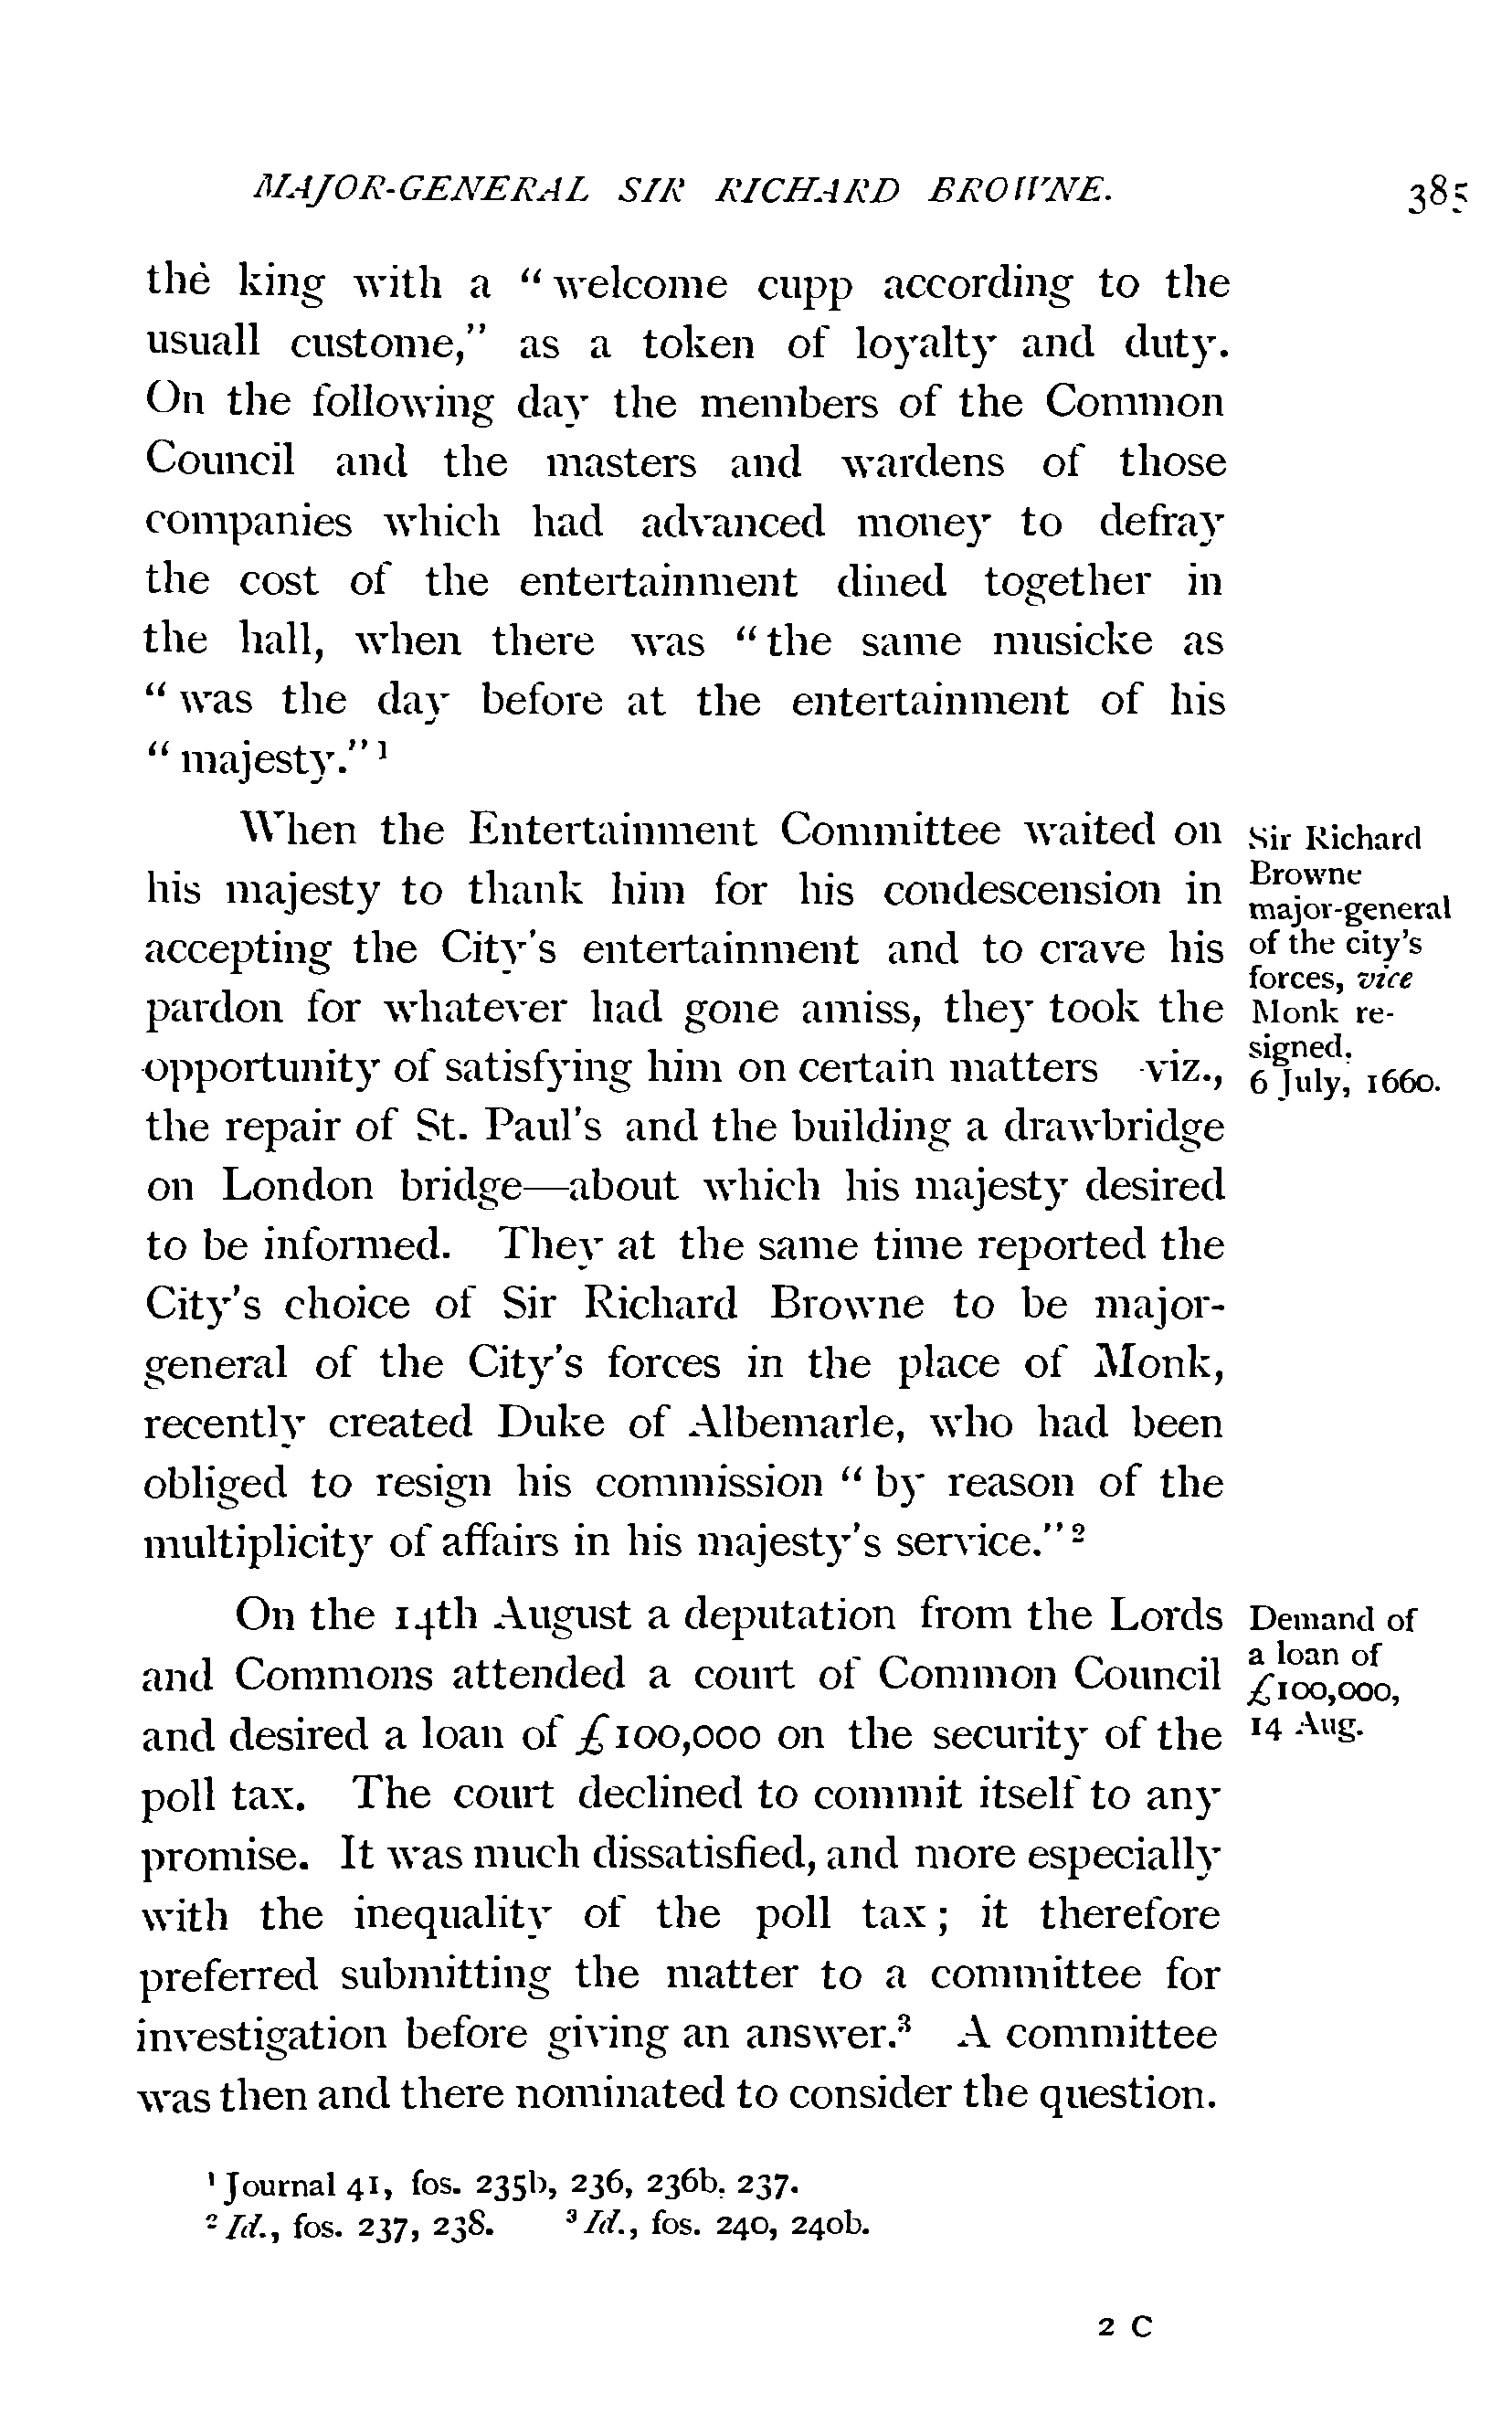 MAJOR-GENERAL SIR RICHARD BROWNE. 385
the king with a “welcome cupp according to the
usuall custome,” as a token of loyalty and duty.
On the following day the members of the Common
Council and the masters and wardens of those
companies which had advanced money to defray
the cost of the entertainment dined together in
the hall, when there was “the same musicke as
“was the day before at the entertainment of his
“majesty.”¹
When the Entertainment Committee waited on
his majesty to thank him for his condescension in
accepting the City’s entertainment and to crave his
pardon for whatever had gone amiss, they took the
opportunity of satisfying him on certain matters viz.,
the repair of St. Paul’s and the building a drawbridge
on London bridge—about which his majesty desired
to be informed. They at the same time reported the
City’s choice of Sir Richard Browne to be major-
general of the City’s forces in the place of Monk,
recently created Duke of Albemarle, who had been
obliged to resign his commission “by reason of the
multiplicity of affairs in his majesty’s service.”²
Sir Richard
Browne
major-general
of the city’s
forces, vice
Monk re-
signed.
6 July, 1660.
On the 14th August a deputation from the Lords
and Commons attended a court of Common Council
and desired a loan of £100,000 on the security of the
poll tax. The court declined to commit itself to any
promise. It was much dissatisfied, and more especially
with the inequality of the poll tax; it therefore
preferred submitting the matter to a committee for
investigation before giving an answer.³ A committee
was then and there nominated to consider the question.
Demand of
a loan of
£100,000,
14 Aug.
¹ Journal 41, fos. 235b, 236, 236b, 237.
² Id., fos. 237, 238. ³ Id., fos. 240, 240b.
2 C